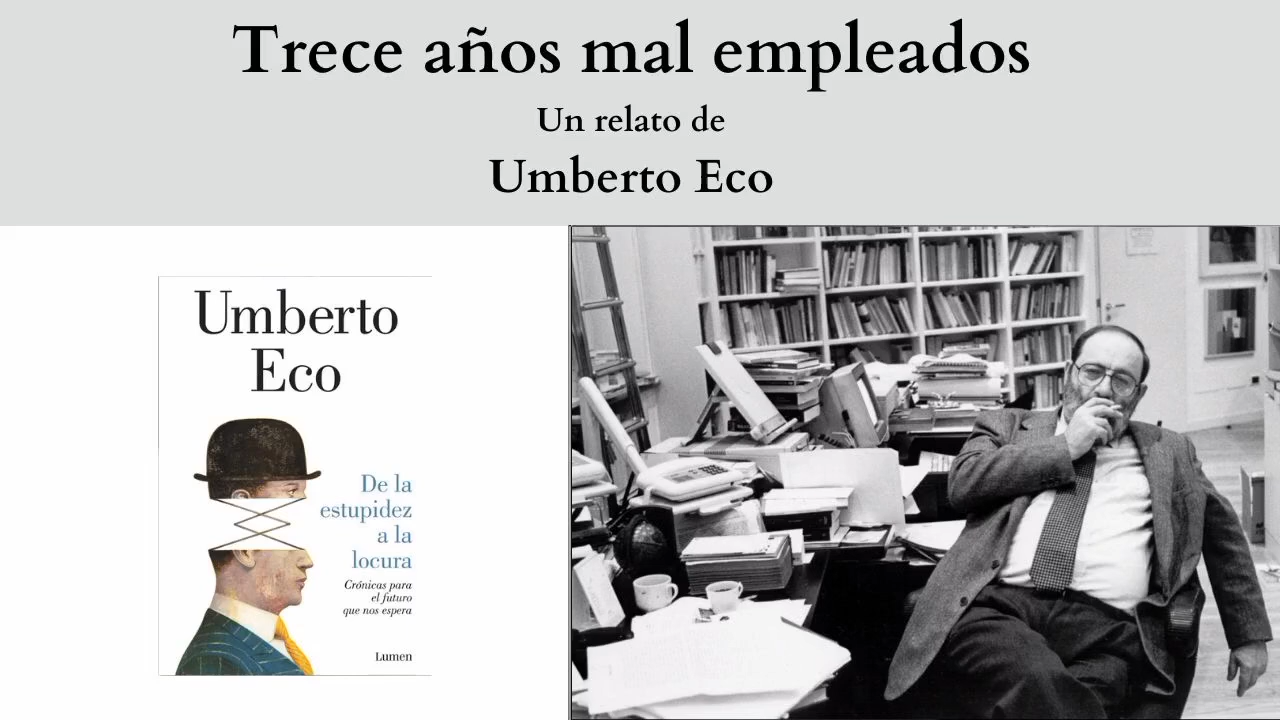 Trece años mal empleados
Un relato de
Umberto Eco
Umberto
Eco
De la
estupidez
a la
locura
Crónicas para
el futuro
que nos espera
Lumen